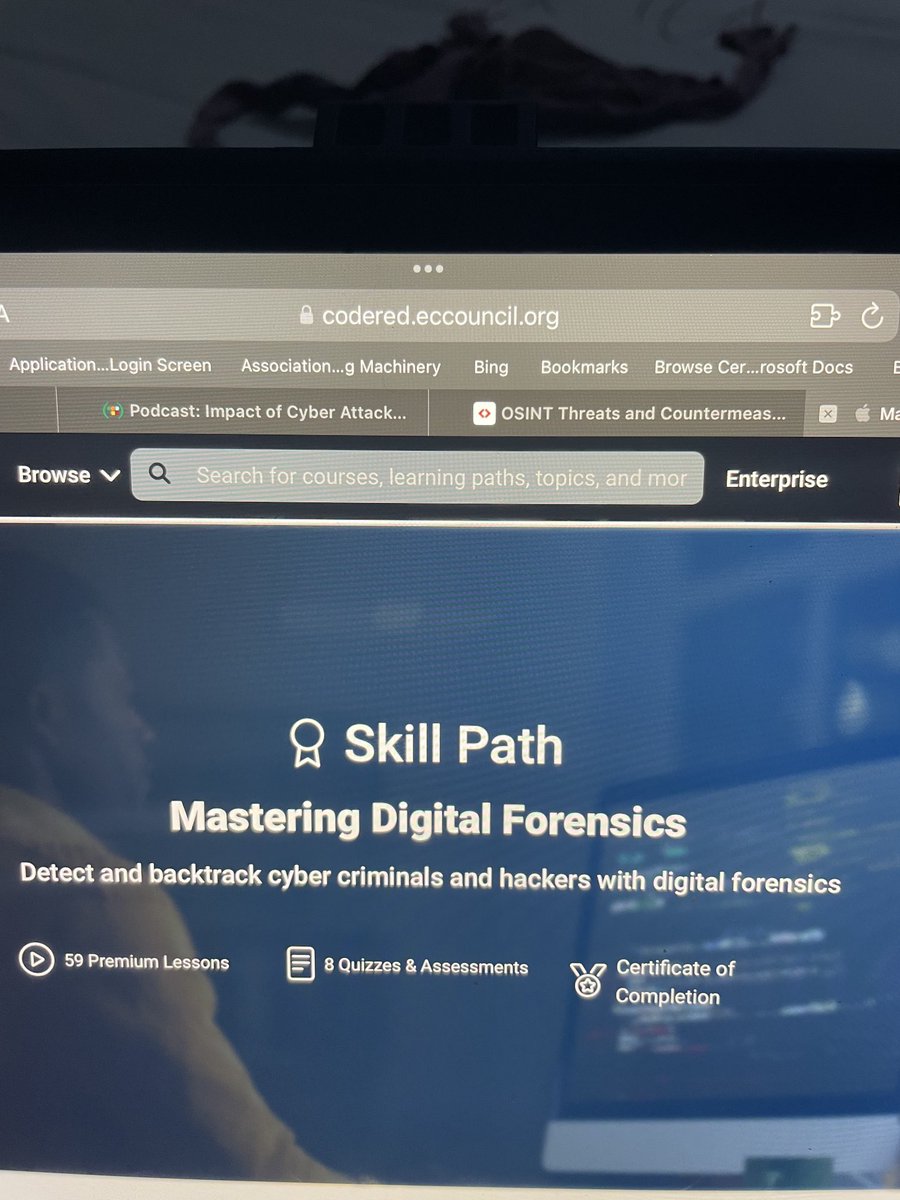 A
codered.eccouncil.org
Application...Login Screen Association...g Machinery Bing Bookmarks Browse Cer...rosoft Docs E
Podcast: Impact of Cyber Attack... OSINT Threats and Countermeas... Ma
Browse Search for courses, learning paths, topics, and mor Enterprise
Skill Path
Mastering Digital Forensics
Detect and backtrack cyber criminals and hackers with digital forensics
59 Premium Lessons 8 Quizzes & Assessments Certificate of
Completion